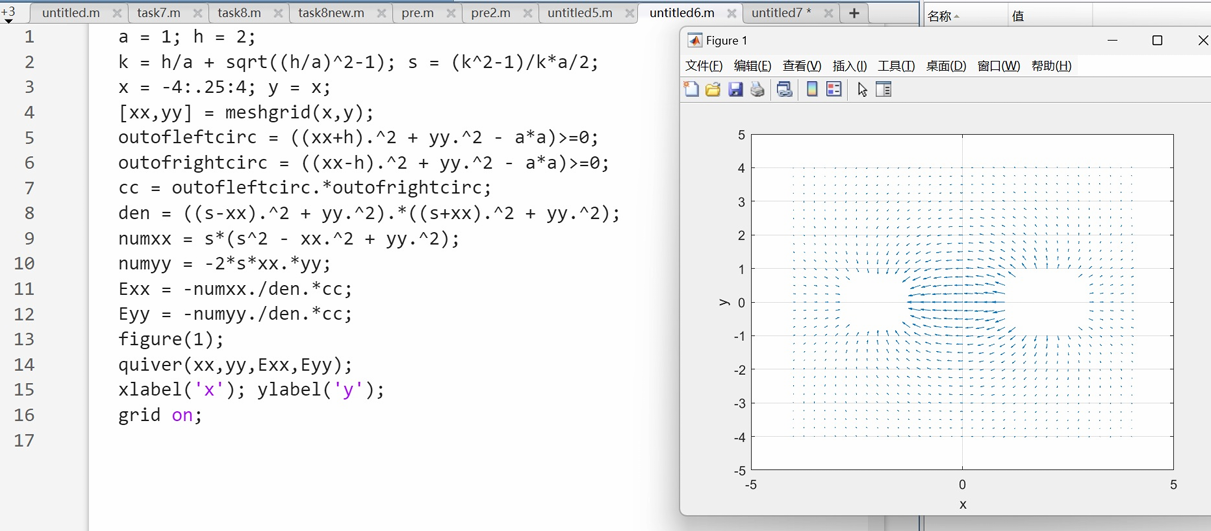 +3 untitled.m task7.m task8.m task8new.m pre.m pre2.m untitled5.m untitled6.m untitled7 *
名称 值
1 a = 1; h = 2;
2 k = h/a + sqrt((h/a)^2-1); s = (k^2-1)/k*a/2;
3 x = -4:.25:4; y = x;
4 [xx,yy] = meshgrid(x,y);
5 outofleftcirc = ((xx+h).^2 + yy.^2 - a*a)>=0;
6 outofrightcirc = ((xx-h).^2 + yy.^2 - a*a)>=0;
7 cc = outofleftcirc.*outofrightcirc;
8 den = ((s-xx).^2 + yy.^2).*((s+xx).^2 + yy.^2);
9 numxx = s*(s^2 - xx.^2 + yy.^2);
10 numyy = -2*s*xx.*yy;
11 Exx = -numxx./den.*cc;
12 Eyy = -numyy./den.*cc;
13 figure(1);
14 quiver(xx,yy,Exx,Eyy);
15 xlabel('x'); ylabel('y');
16 grid on;
17
Figure 1
文件(F) 编辑(E) 查看(V) 插入(I) 工具(T) 桌面(D) 窗口(W) 帮助(H)
5
4
3
2
1
0
-1
-2
-3
-4
-5
y
-5 0 5
x